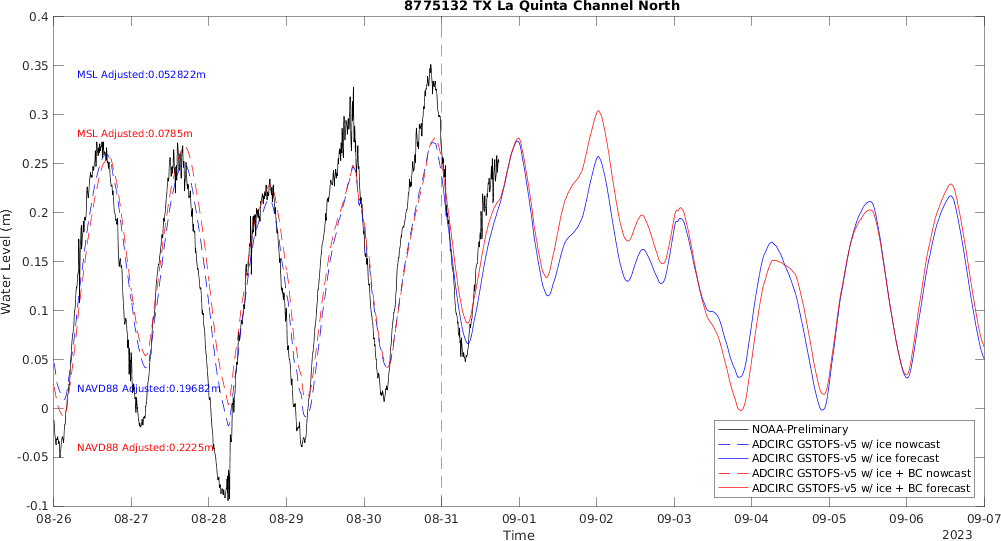 8775132 TX La Quinta Channel North
0.4
0.35
0.3
0.25
0.2
0.15
0.1
0.05
0
-0.05
-0.1
Water Level (m)
MSL Adjusted:0.052822m
MSL Adjusted:0.0785m
NAVD88 Adjusted:0.19682m
NAVD88 Adjusted:0.2225m
NOAA-Preliminary
ADCIRC GSTOFS-v5 w/ ice nowcast
ADCIRC GSTOFS-v5 w/ ice forecast
ADCIRC GSTOFS-v5 w/ ice + BC nowcast
ADCIRC GSTOFS-v5 w/ ice + BC forecast
08-26 08-27 08-28 08-29 08-30 08-31 09-01 09-02 09-03 09-04 09-05 09-06 09-07
Time
2023